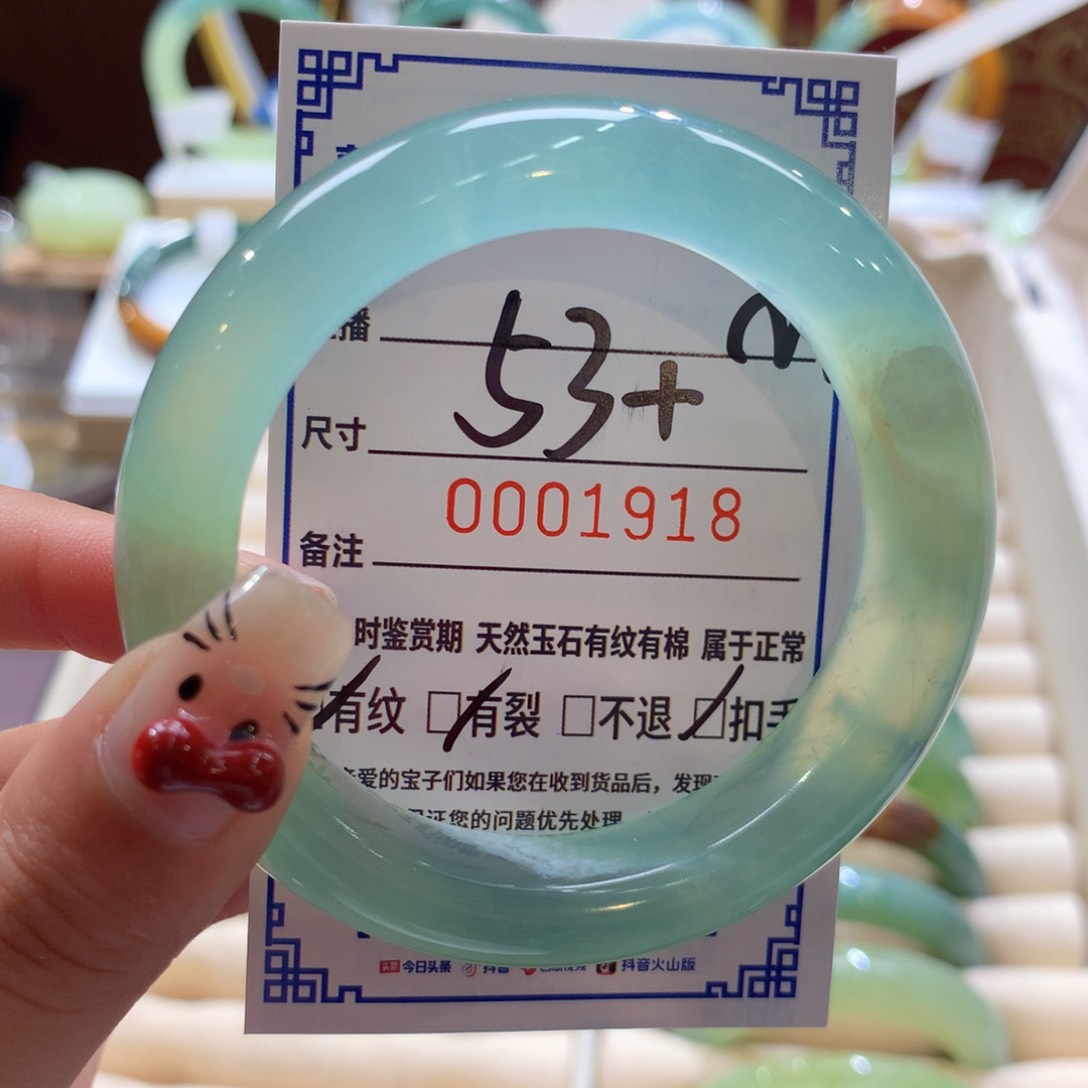 播
53+
尺寸
0001918
备注
时鉴赏期 天然玉石有纹有棉 属于正常
有纹 □有裂 □不退 □扣手
亲爱的宝子们如果您在收到货品后，发现
证您的问题优先处理
头条 今日头条 抖音 抖音火山版